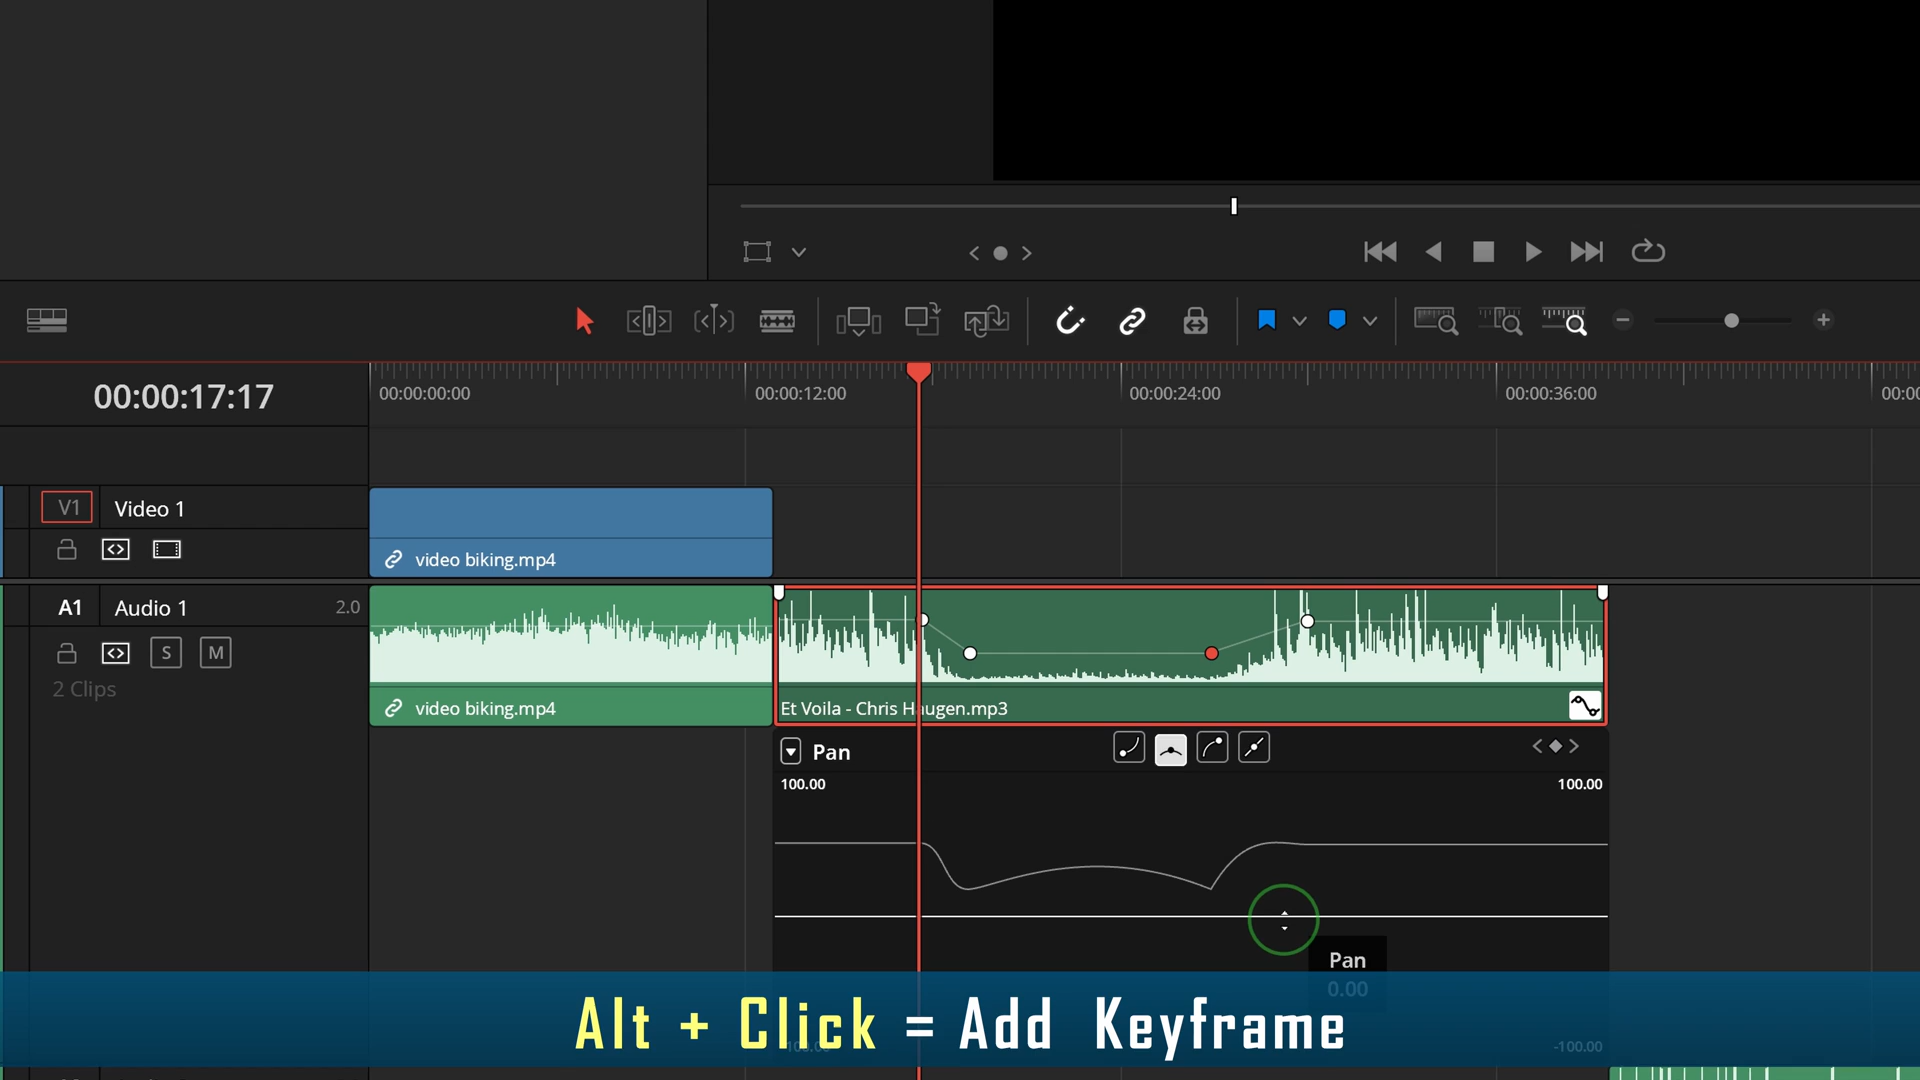 00:00:17:17
00:00:00:00
00:00:12:00
00:00:24:00
00:00:36:00
V1
Video 1
video biking.mp4
A1
Audio 1
2.0
S
M
2 Clips
video biking.mp4
Et Voila - Chris Haugen.mp3
Pan
100.00
100.00
Pan
0.00
Alt + Click = Add Keyframe
-100.00